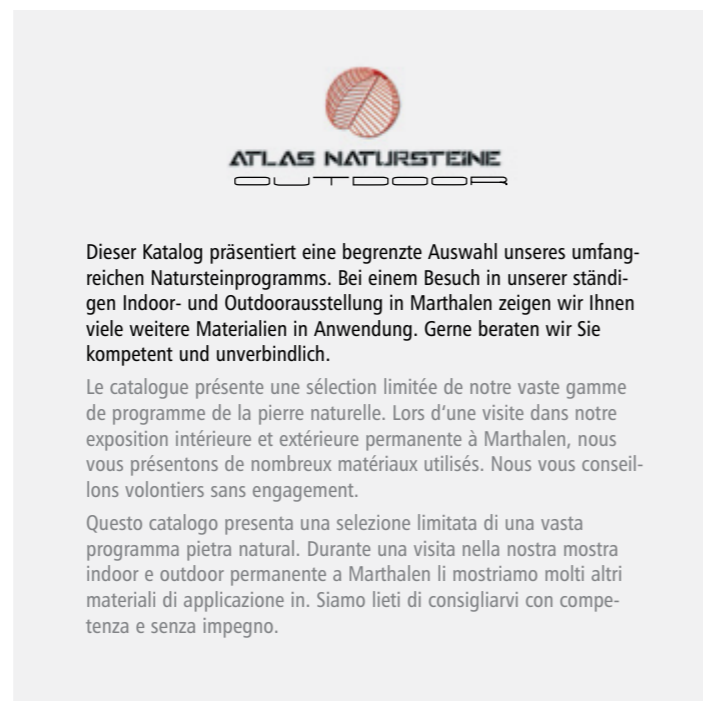 ATLAS NATURSTEINE
OUTDOOR
Dieser Katalog präsentiert eine begrenzte Auswahl unseres umfang-
reichen Natursteinprogramms. Bei einem Besuch in unserer ständi-
gen Indoor- und Outdoorausstellung in Marthalen zeigen wir Ihnen
viele weitere Materialien in Anwendung. Gerne beraten wir Sie
kompetent und unverbindlich.
Le catalogue présente une sélection limitée de notre vaste gamme
de programme de la pierre naturelle. Lors d‘une visite dans notre
exposition intérieure et extérieure permanente à Marthalen, nous
vous présentons de nombreux matériaux utilisés. Nous vous conseil-
lons volontiers sans engagement.
Questo catalogo presenta una selezione limitata di una vasta
programma pietra natural. Durante una visita nella nostra mostra
indoor e outdoor permanente a Marthalen li mostriamo molti altri
materiali di applicazione in. Siamo lieti di consigliarvi con compe-
tenza e senza impegno.